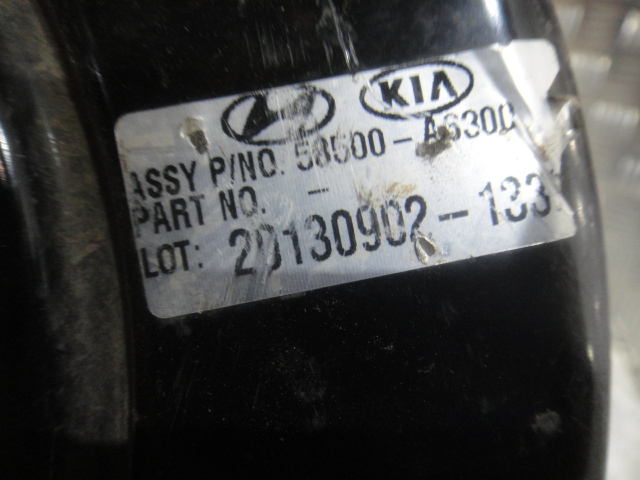 KIA
ASSY P/NO. 58500-A6300
PART NO. -
LOT: 20130902-133